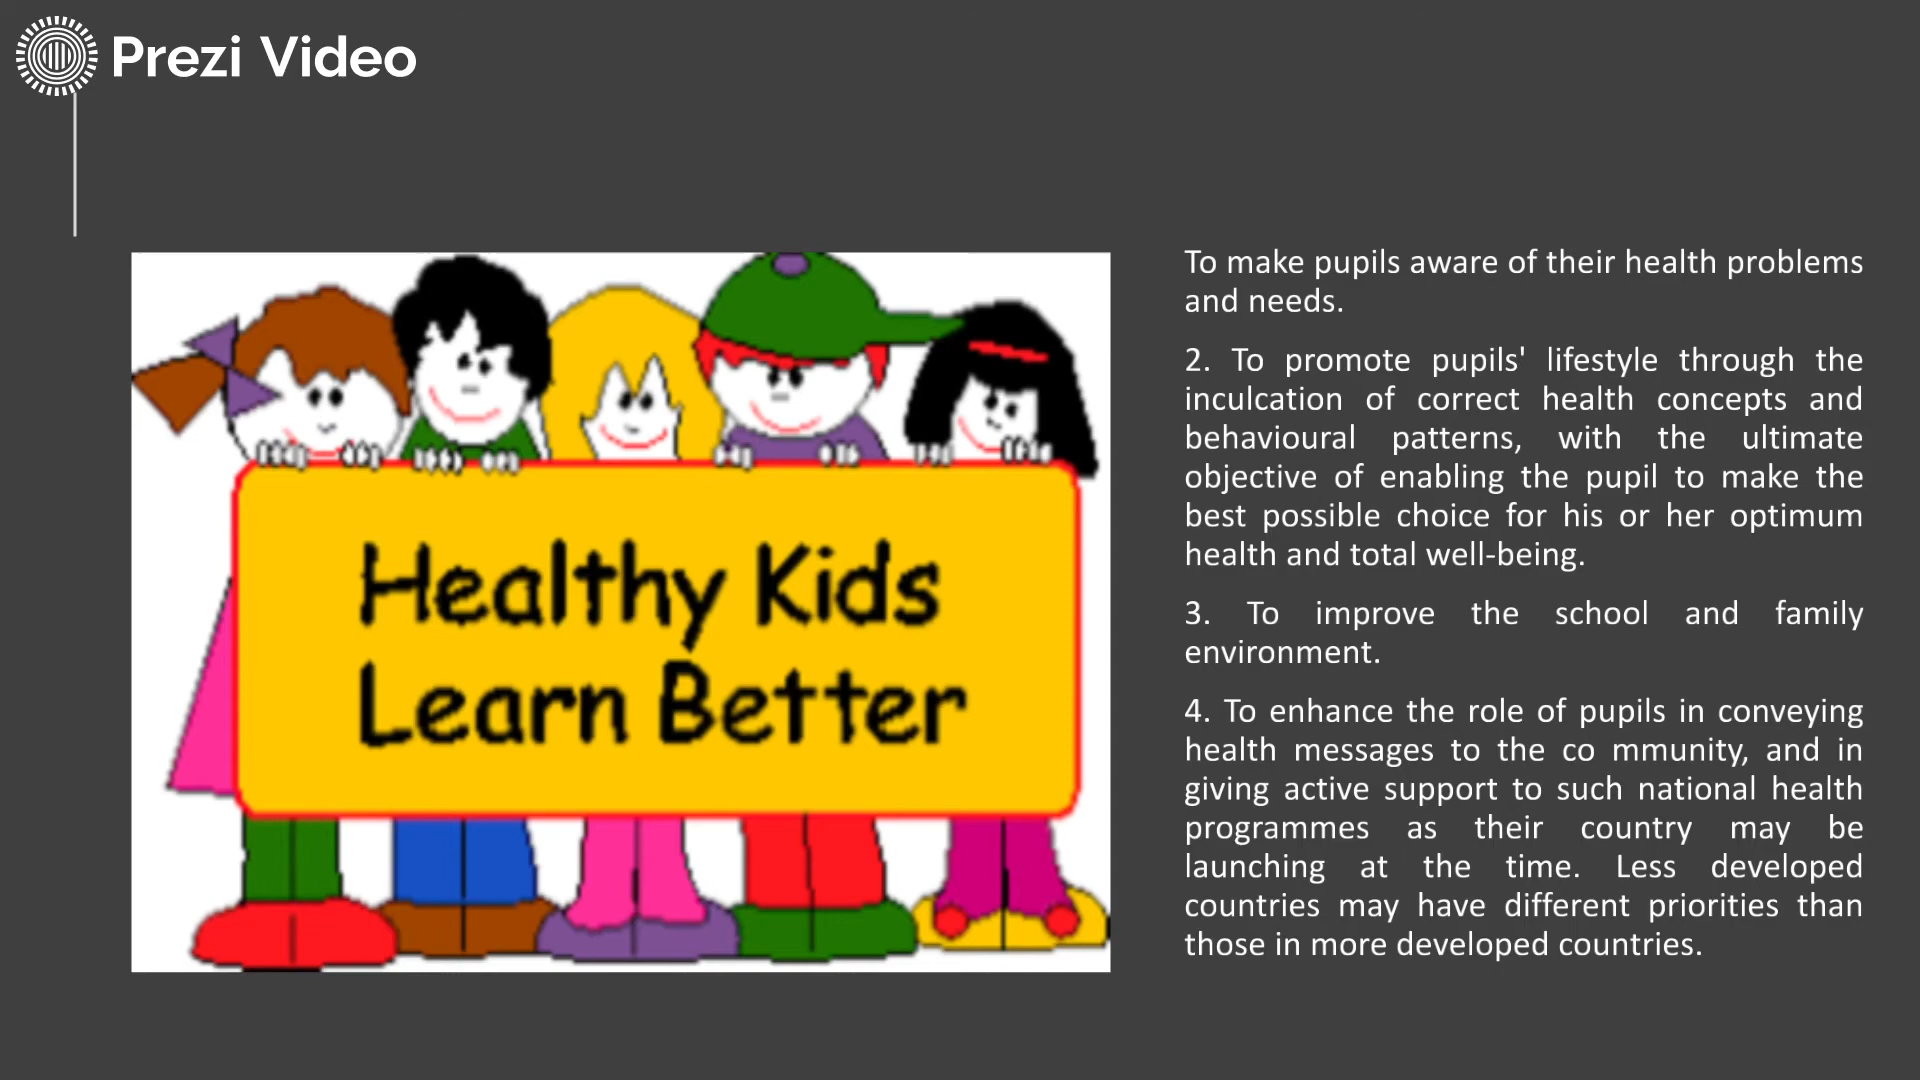 Prezi Video
Healthy Kids
Learn Better
To make pupils aware of their health problems
and needs.
2. To promote pupils' lifestyle through the
inculcation of correct health concepts and
behavioural patterns, with the ultimate
objective of enabling the pupil to make the
best possible choice for his or her optimum
health and total well-being.
3. To improve the school and family
environment.
4. To enhance the role of pupils in conveying
health messages to the co mmunity, and in
giving active support to such national health
programmes as their country may be
launching at the time. Less developed
countries may have different priorities than
those in more developed countries.